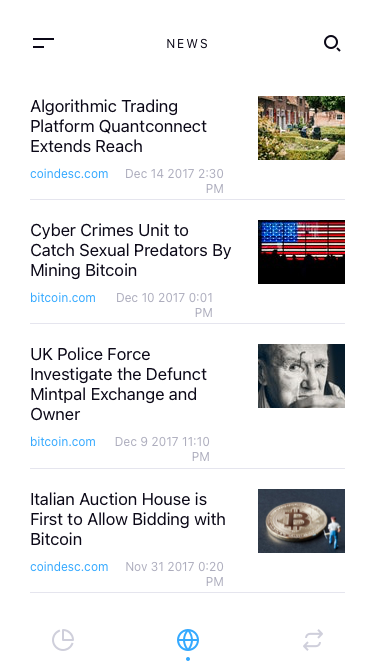 NEWS
Algorithmic Trading
Platform Quantconnect
Extends Reach
coindesc.com Dec 14 2017 2:30
PM
Cyber Crimes Unit to
Catch Sexual Predators By
Mining Bitcoin
bitcoin.com Dec 10 2017 0:01
PM
UK Police Force
Investigate the Defunct
Mintpal Exchange and
Owner
bitcoin.com Dec 9 2017 11:10
PM
Italian Auction House is
First to Allow Bidding with
Bitcoin
coindesc.com Nov 31 2017 0:20
PM